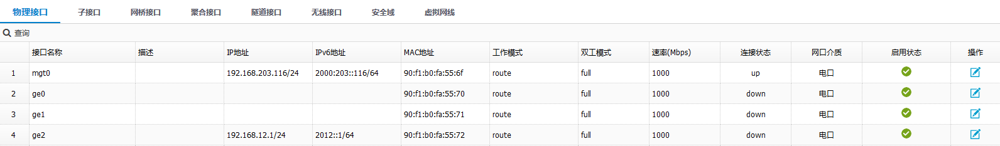 物理接口 子接口 网桥接口 聚合接口 隧道接口 无线接口 安全域 虚拟网线
查询
接口名称 描述 IP地址 IPv6地址 MAC地址 工作模式 双工模式 速率(Mbps) 连接状态 网口介质 启用状态 操作
1 mgt0 192.168.203.116/24 2000:203::116/64 90:f1:b0:fa:55:6f route full 1000 up 电口
2 ge0 90:f1:b0:fa:55:70 route full 1000 down 电口
3 ge1 90:f1:b0:fa:55:71 route full 1000 down 电口
4 ge2 192.168.12.1/24 2012::1/64 90:f1:b0:fa:55:72 route full 1000 down 电口